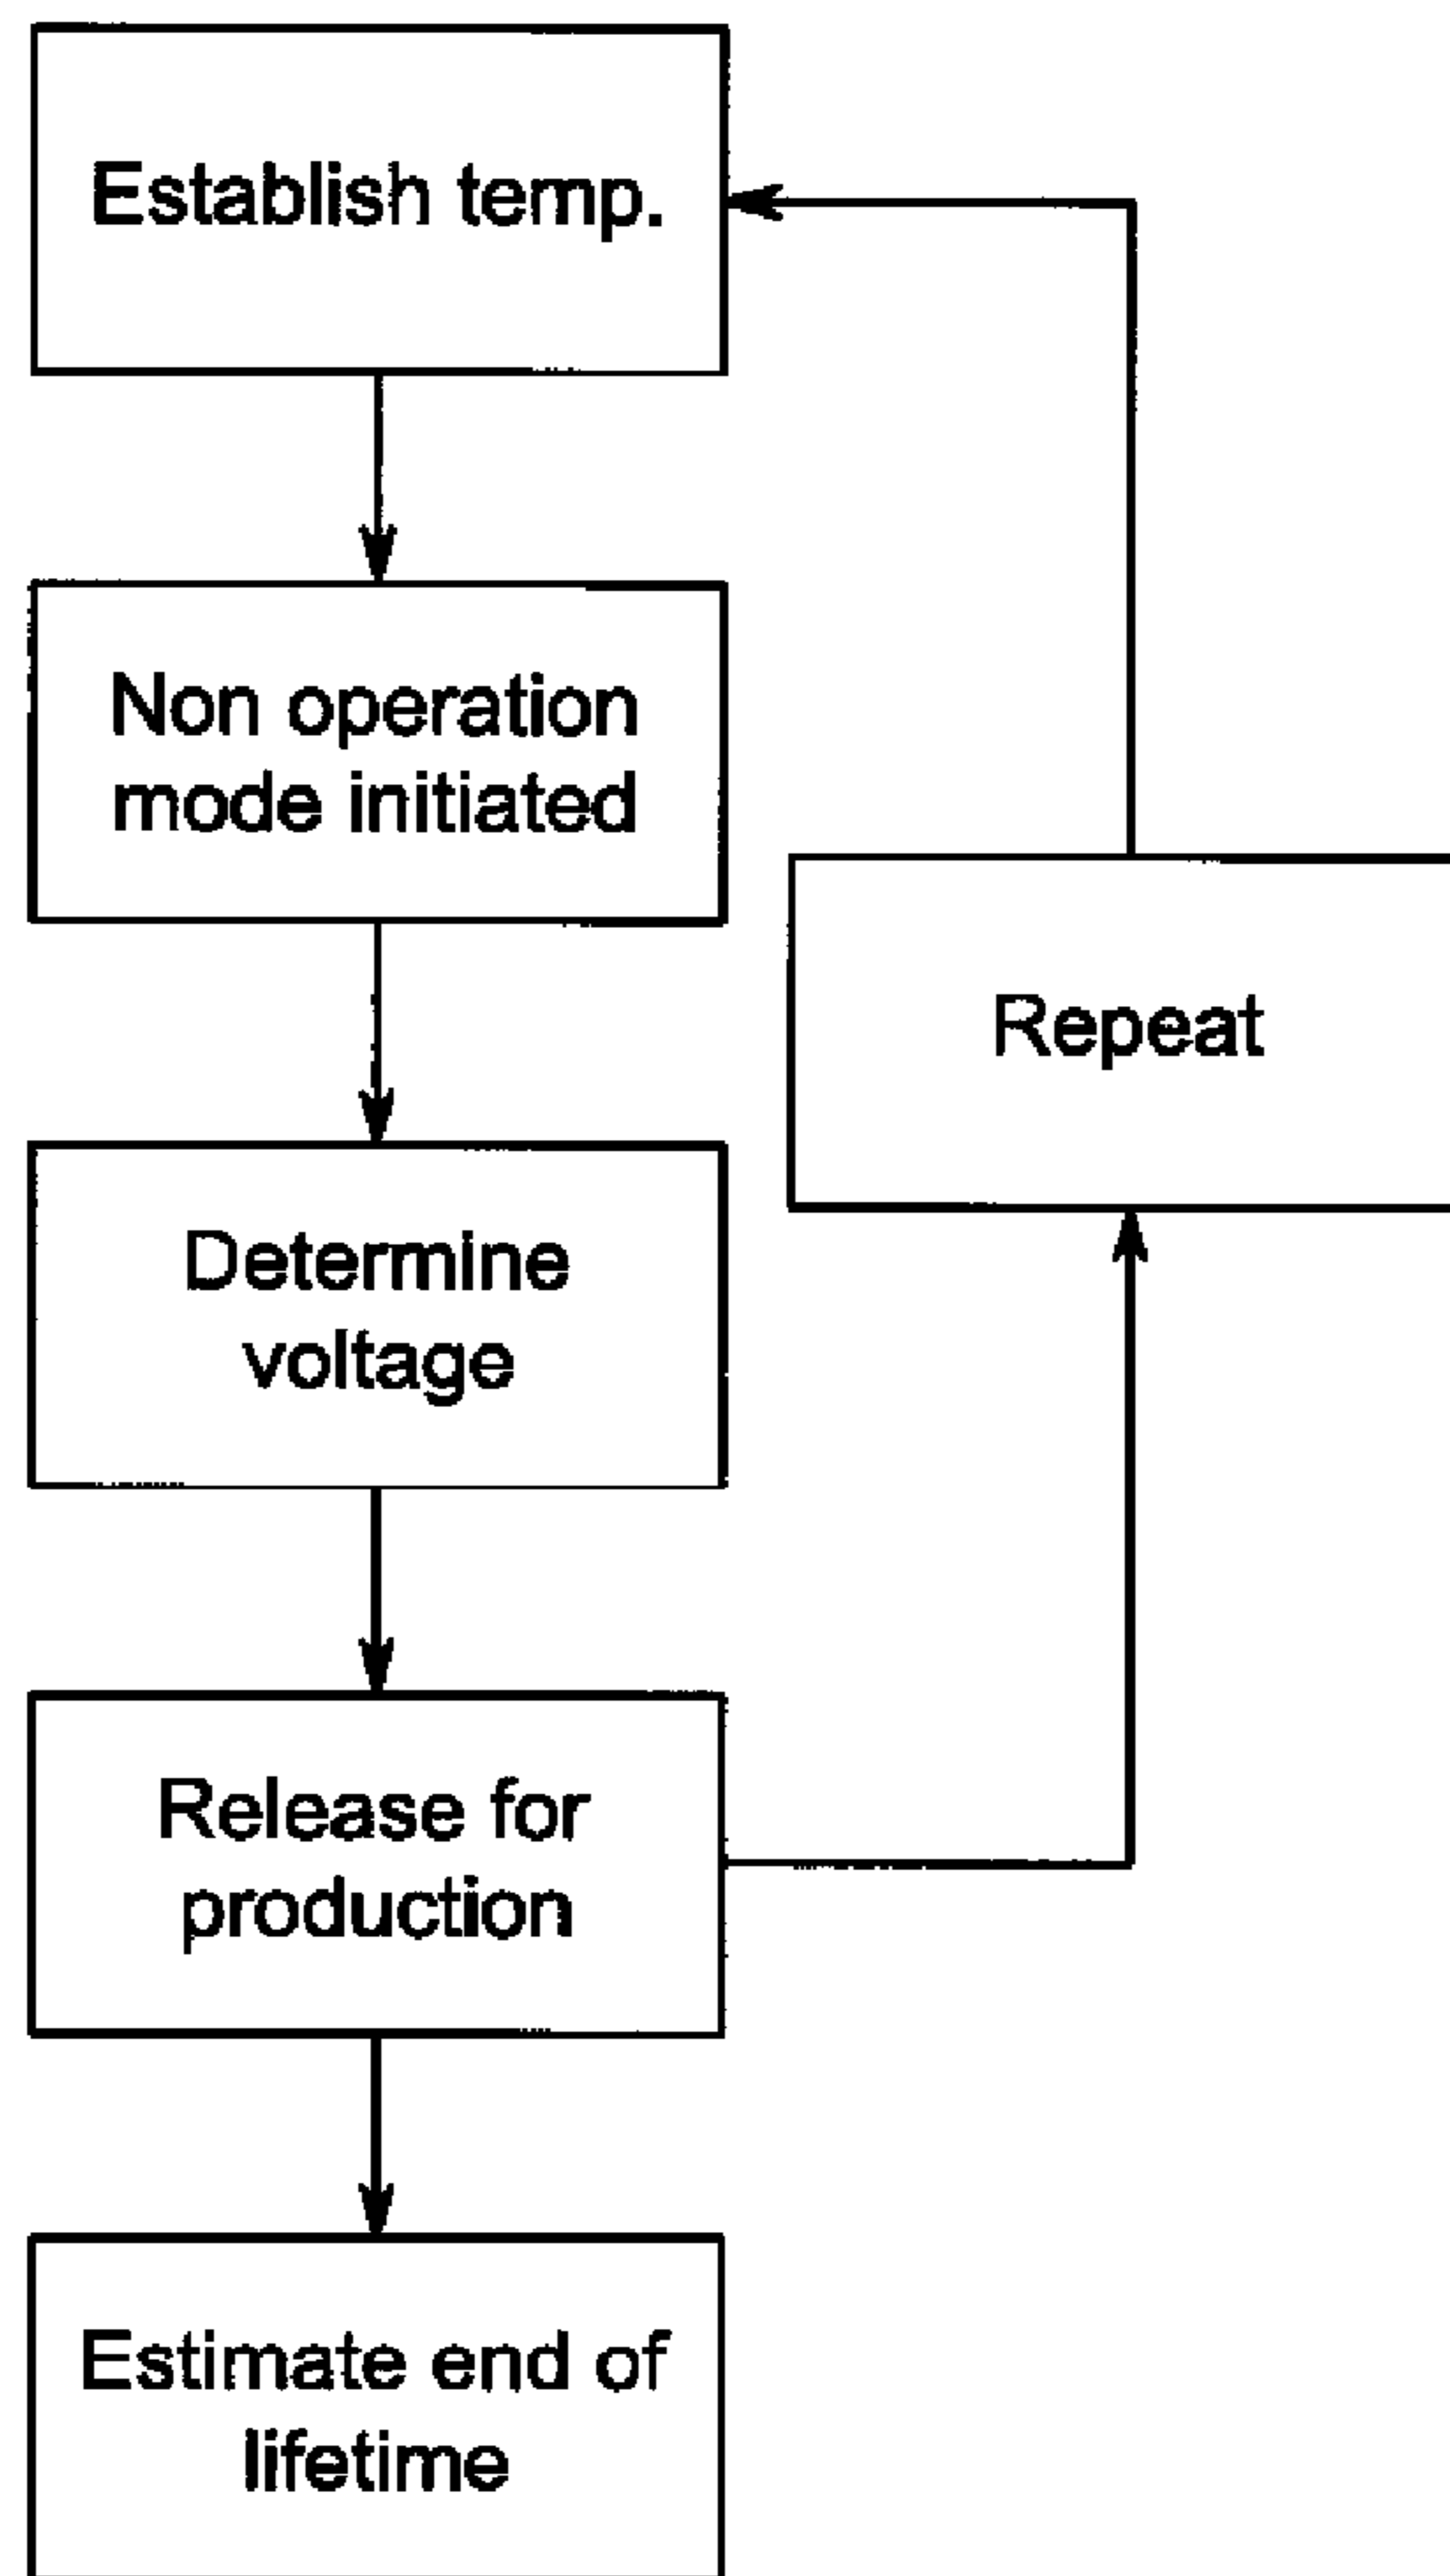 Establish temp.
Non operation
mode initiated
Repeat
Determine
voltage
Release for
production
Estimate end of
lifetime